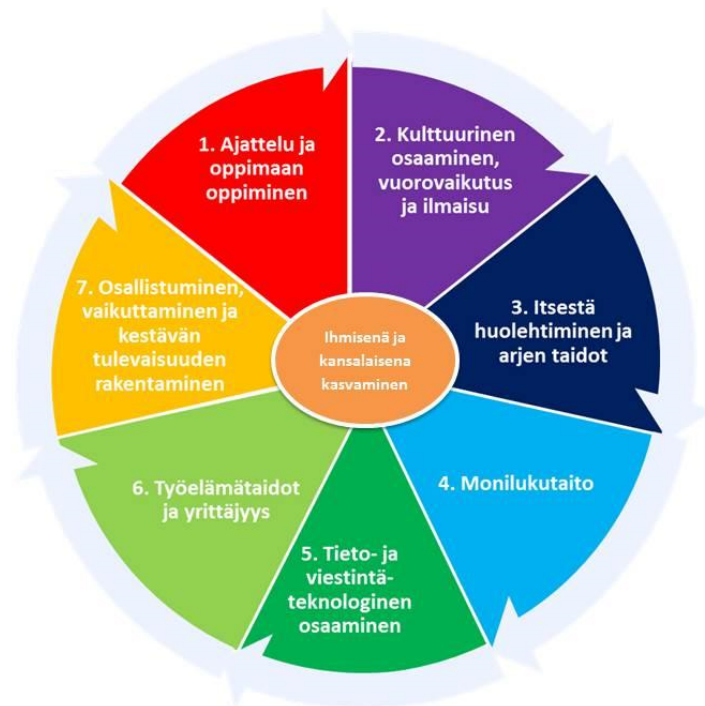 1. Ajattelu ja
oppimaan
oppiminen
2. Kulttuurinen
osaaminen,
vuorovaikutus
ja ilmaisu
3. Itsestä
huolehtiminen ja
arjen taidot
4. Monilukutaito
5. Tieto- ja
viestintä-
teknologinen
osaaminen
6. Työelämätaidot
ja yrittäjyys
7. Osallistuminen,
vaikuttaminen ja
kestävän
tulevaisuuden
rakentaminen
Ihmisenä ja
kansalaisena
kasvaminen